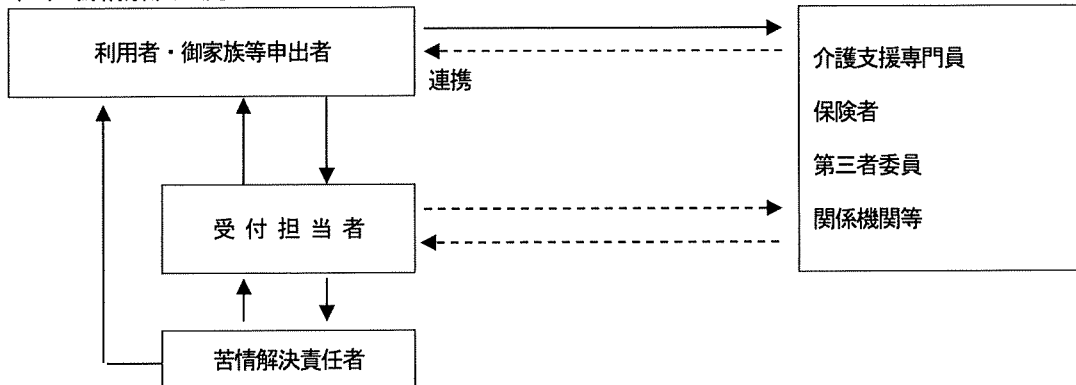 利用者・御家族等申出者
連携
介護支援専門員
保険者
第三者委員
関係機関等
受付担当者
苦情解決責任者